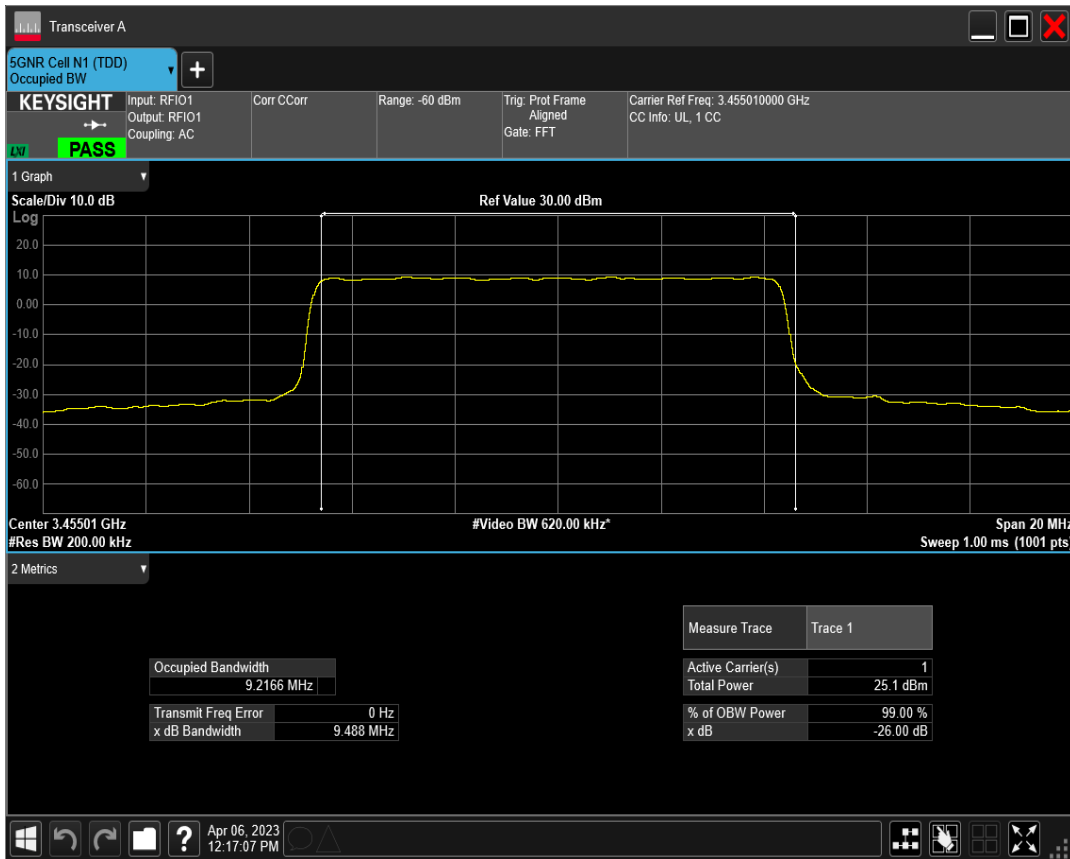 Transceiver A
5GNR Cell N1 (TDD)
Occupied BW
+
KEYSIGHT
LXI
PASS
Input: RFIO1
Output: RFIO1
Coupling: AC
Corr CCorr
Range: -60 dBm
Trig: Prot Frame
Aligned
Gate: FFT
Carrier Ref Freq: 3.455010000 GHz
CC Info: UL, 1 CC
1 Graph
Scale/Div 10.0 dB
Ref Value 30.00 dBm
Log
20.0
10.0
0.00
-10.0
-20.0
-30.0
-40.0
-50.0
-60.0
Center 3.45501 GHz
#Video BW 620.00 kHz*
Span 20 MHz
#Res BW 200.00 kHz
Sweep 1.00 ms (1001 pts)
2 Metrics
Measure Trace Trace 1
Occupied Bandwidth
9.2166 MHz
Active Carrier(s) 1
Total Power 25.1 dBm
Transmit Freq Error 0 Hz
x dB Bandwidth 9.488 MHz
% of OBW Power 99.00 %
x dB -26.00 dB
?
Apr 06, 2023
12:17:07 PM